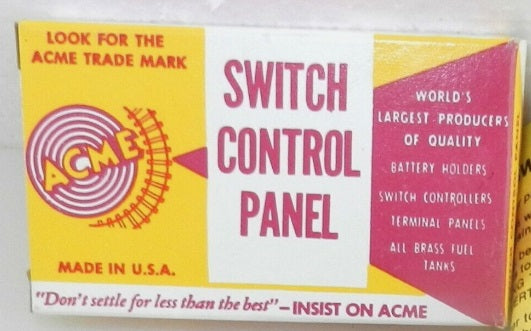 LOOK FOR THE
ACME TRADE MARK
ACME
MADE IN U.S.A.
SWITCH
CONTROL
PANEL
WORLD'S
LARGEST PRODUCERS
OF QUALITY
BATTERY HOLDERS
SWITCH CONTROLLERS
TERMINAL PANELS
ALL BRASS FUEL
TANKS
"Don't settle for less than the best"–INSIST ON ACME